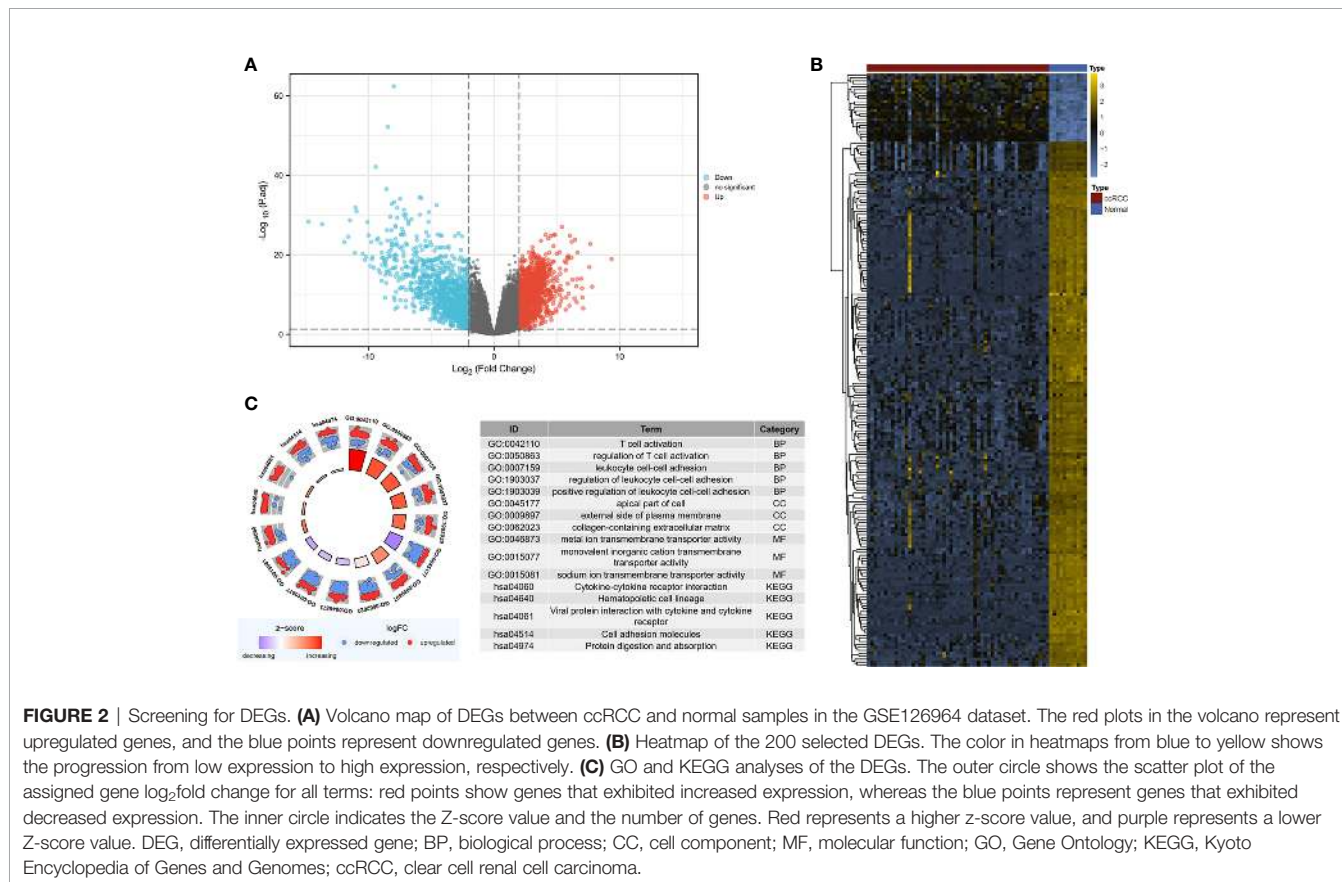 A
60
40
20
0
-Log10 (P.adj)
-10
0
10
Log2 (Fold Change)
Down
no significant
Up
B
Type
3
2
1
0
-1
-2
Type
ccRCC
Normal
C
z-score
decreasing
increasing
logFC
downregulated
upregulated
ID Term Category
GO:0042110 T cell activation BP
GO:0050863 regulation of T cell activation BP
GO:0007159 leukocyte cell-cell adhesion BP
GO:1903037 regulation of leukocyte cell-cell adhesion BP
GO:1903039 positive regulation of leukocyte cell-cell adhesion BP
GO:0045177 apical part of cell CC
GO:0009897 external side of plasma membrane CC
GO:0062023 collagen-containing extracellular matrix CC
GO:0046873 metal ion transmembrane transporter activity MF
GO:0015077 monovalent inorganic cation transmembrane
transporter activity MF
GO:0015081 sodium ion transmembrane transporter activity MF
hsa04060 Cytokine-cytokine receptor interaction KEGG
hsa04640 Hematopoietic cell lineage KEGG
hsa04061 Viral protein interaction with cytokine and cytokine
receptor KEGG
hsa04514 Cell adhesion molecules KEGG
hsa04974 Protein digestion and absorption KEGG
FIGURE 2 | Screening for DEGs. (A) Volcano map of DEGs between ccRCC and normal samples in the GSE126964 dataset. The red plots in the volcano represent
upregulated genes, and the blue points represent downregulated genes. (B) Heatmap of the 200 selected DEGs. The color in heatmaps from blue to yellow shows
the progression from low expression to high expression, respectively. (C) GO and KEGG analyses of the DEGs. The outer circle shows the scatter plot of the
assigned gene log2fold change for all terms: red points show genes that exhibited increased expression, whereas the blue points represent genes that exhibited
decreased expression. The inner circle indicates the Z-score value and the number of genes. Red represents a higher z-score value, and purple represents a lower
Z-score value. DEG, differentially expressed gene; BP, biological process; CC, cell component; MF, molecular function; GO, Gene Ontology; KEGG, Kyoto
Encyclopedia of Genes and Genomes; ccRCC, clear cell renal cell carcinoma.